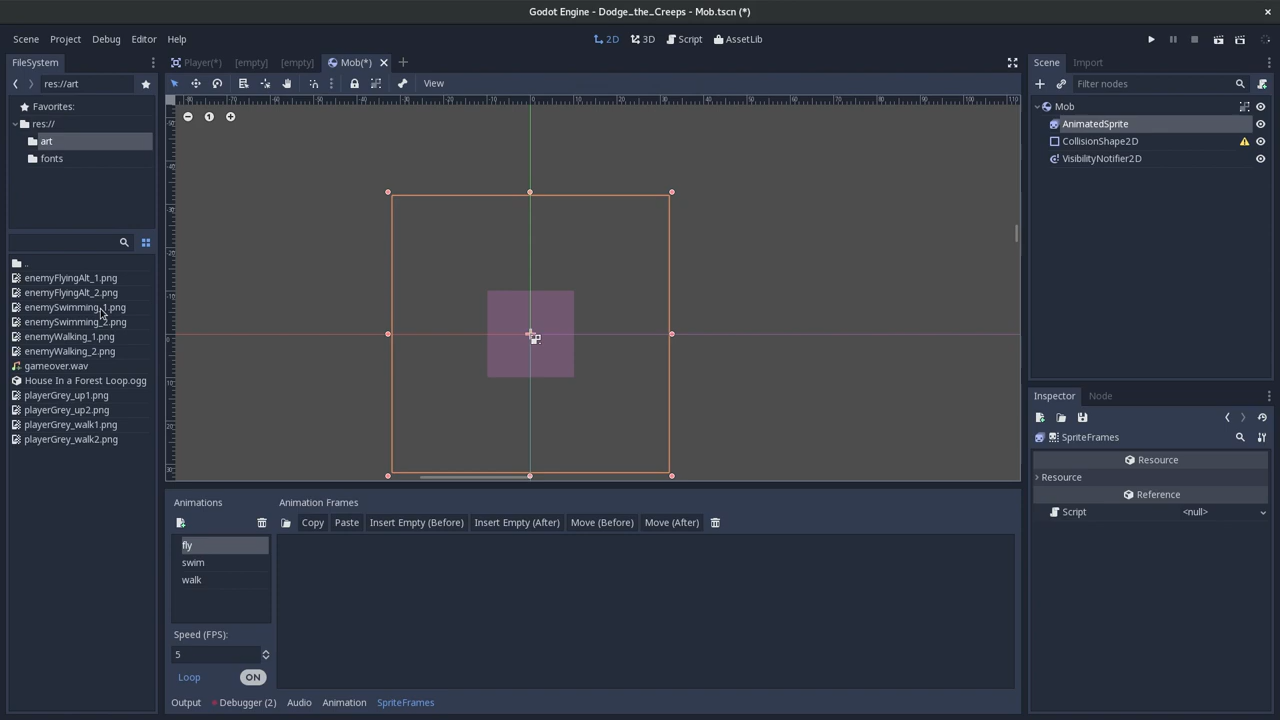 Godot Engine - Dodge_the_Creeps - Mob.tscn (*)
Scene Project Debug Editor Help
2D 3D Script AssetLib
FileSystem
Player(*) [empty] [empty] Mob(*)
Scene Import
res://art
View
Filter nodes
Favorites:
res://
art
fonts
Mob
AnimatedSprite
CollisionShape2D
VisibilityNotifier2D
..
enemyFlyingAlt_1.png
enemyFlyingAlt_2.png
enemySwimming_1.png
enemySwimming_2.png
enemyWalking_1.png
enemyWalking_2.png
gameover.wav
House In a Forest Loop.ogg
playerGrey_up1.png
playerGrey_up2.png
playerGrey_walk1.png
playerGrey_walk2.png
Inspector Node
SpriteFrames
Resource
Resource
Reference
Script <null>
Animations
Animation Frames
Copy Paste Insert Empty (Before) Insert Empty (After) Move (Before) Move (After)
fly
swim
walk
Speed (FPS):
5
Loop ON
Output Debugger (2) Audio Animation SpriteFrames